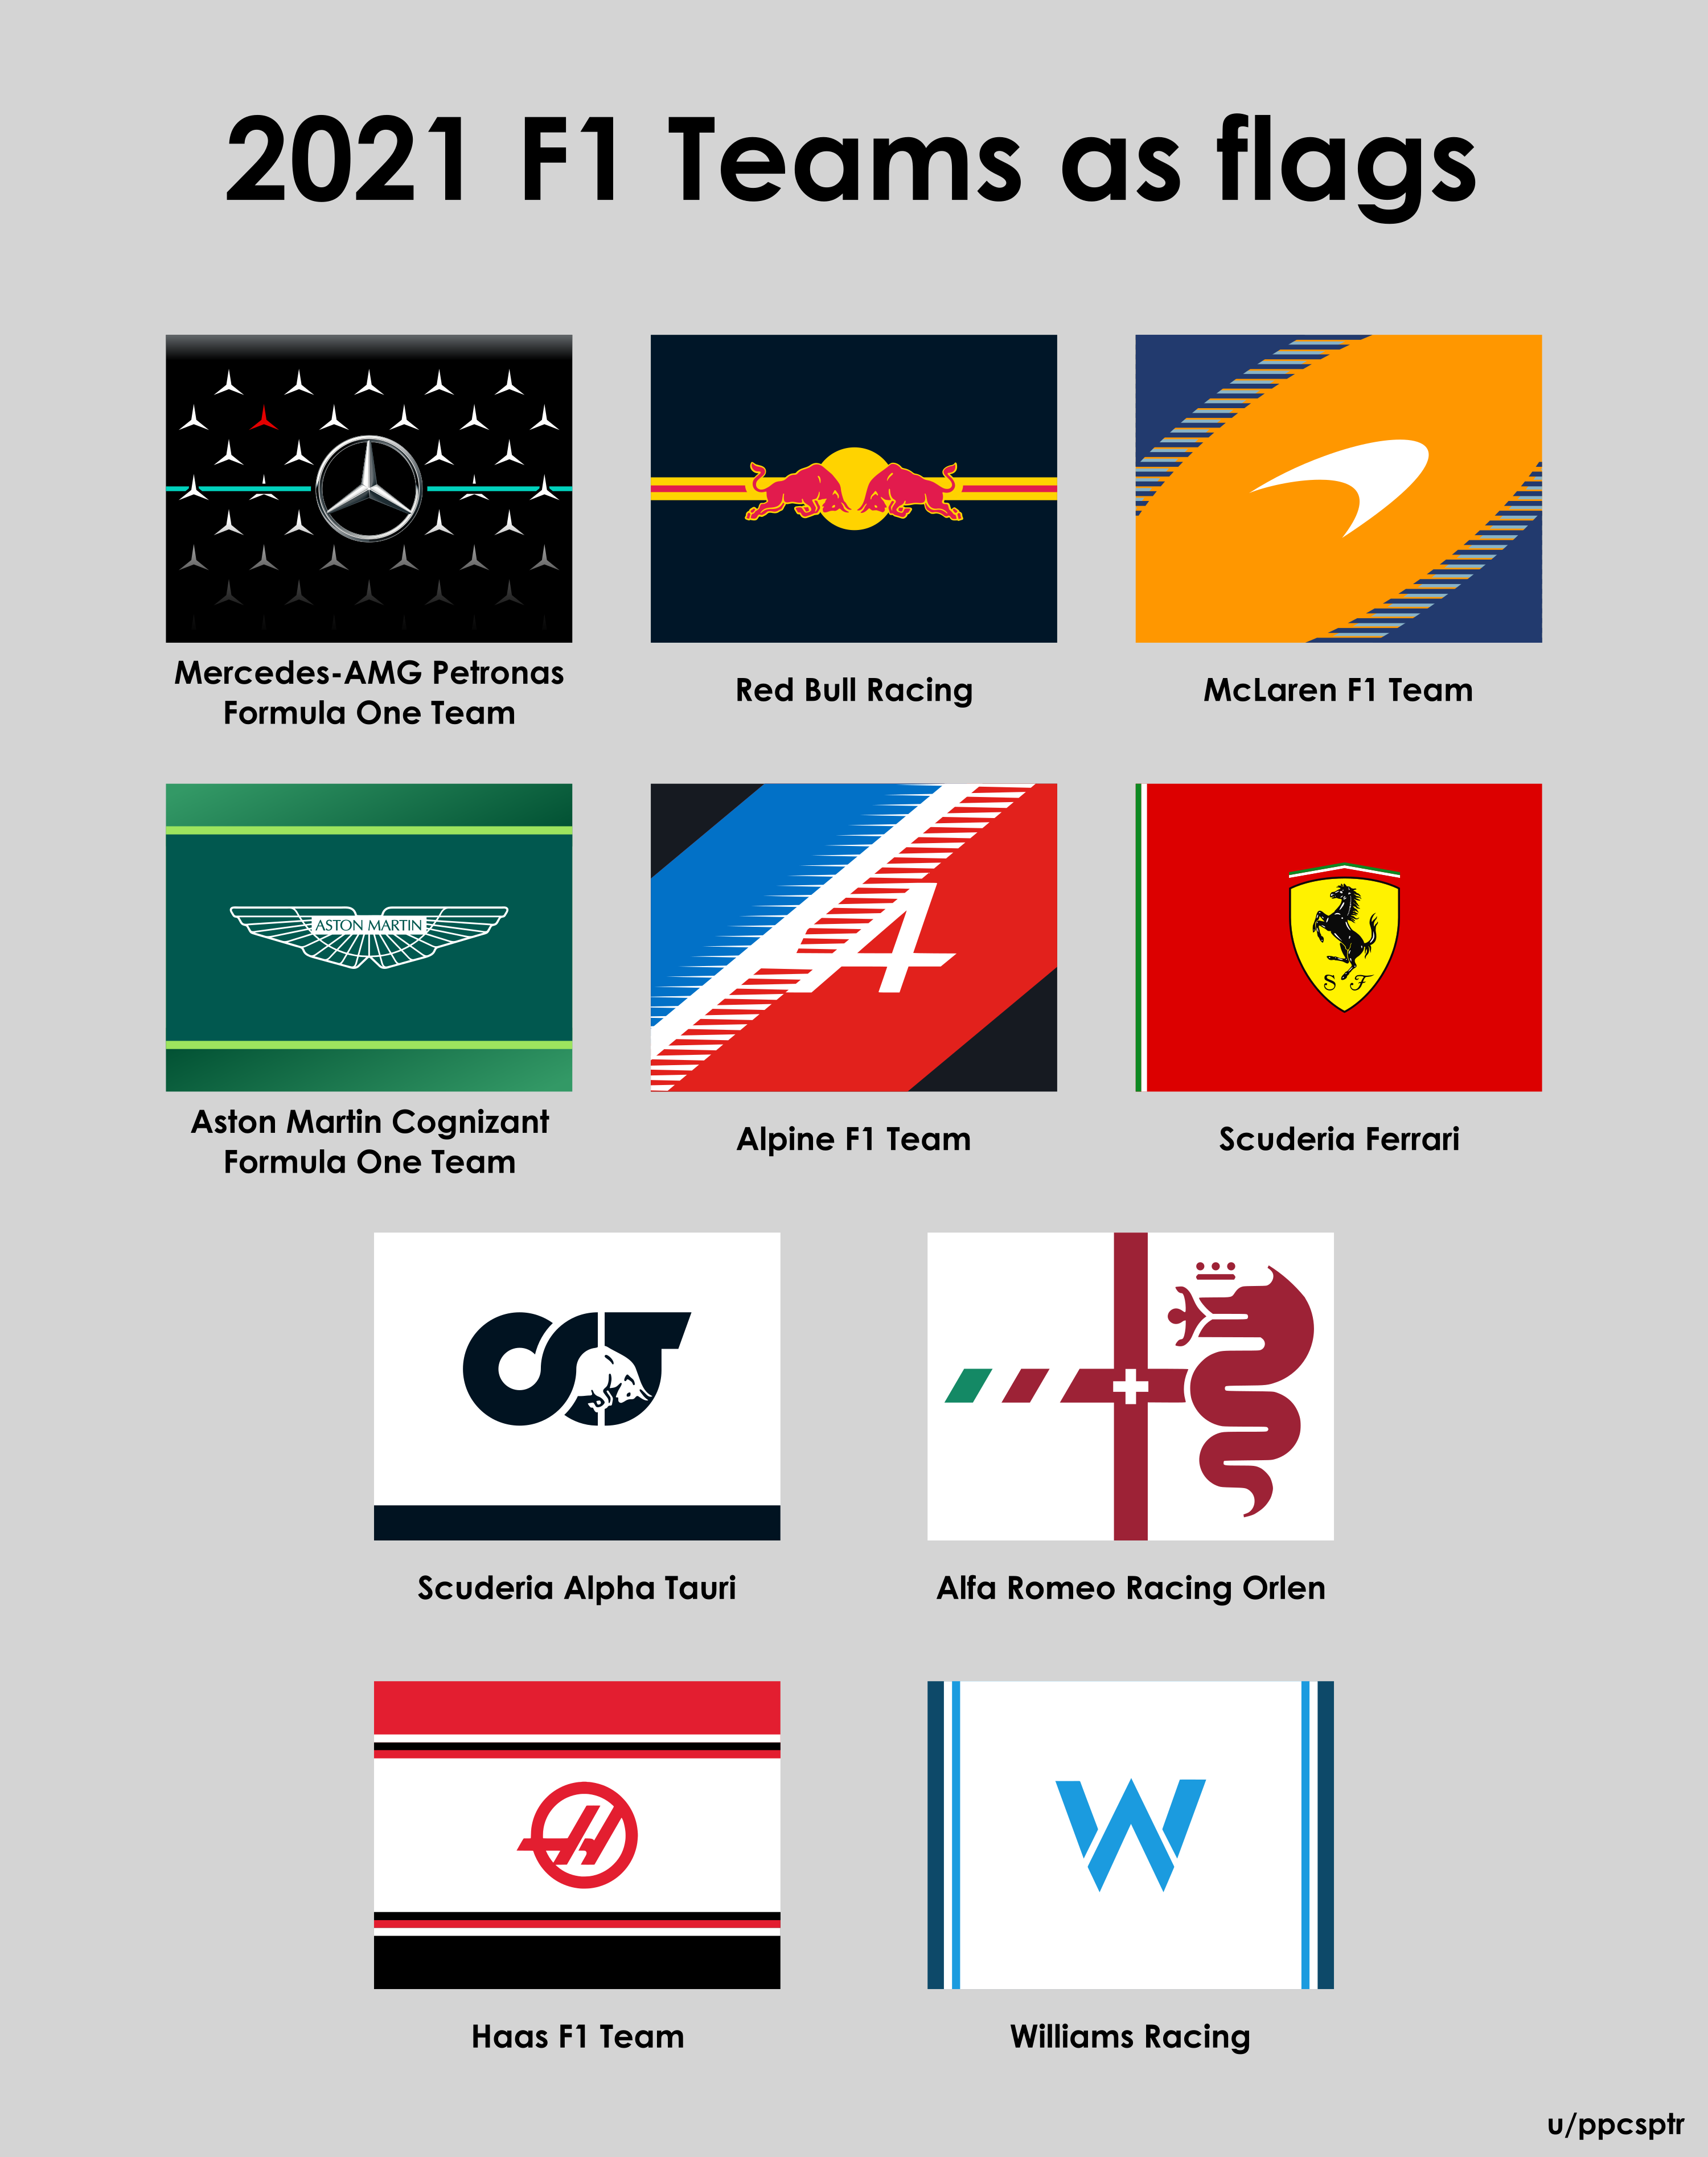 2021 F1 Teams as flags
Mercedes-AMG Petronas
Formula One Team
Red Bull Racing
McLaren F1 Team
ASTON MARTIN
A
S F
Aston Martin Cognizant
Formula One Team
Alpine F1 Team
Scuderia Ferrari
Scuderia Alpha Tauri
Alfa Romeo Racing Orlen
H
W
Haas F1 Team
Williams Racing
u/ppcsptr